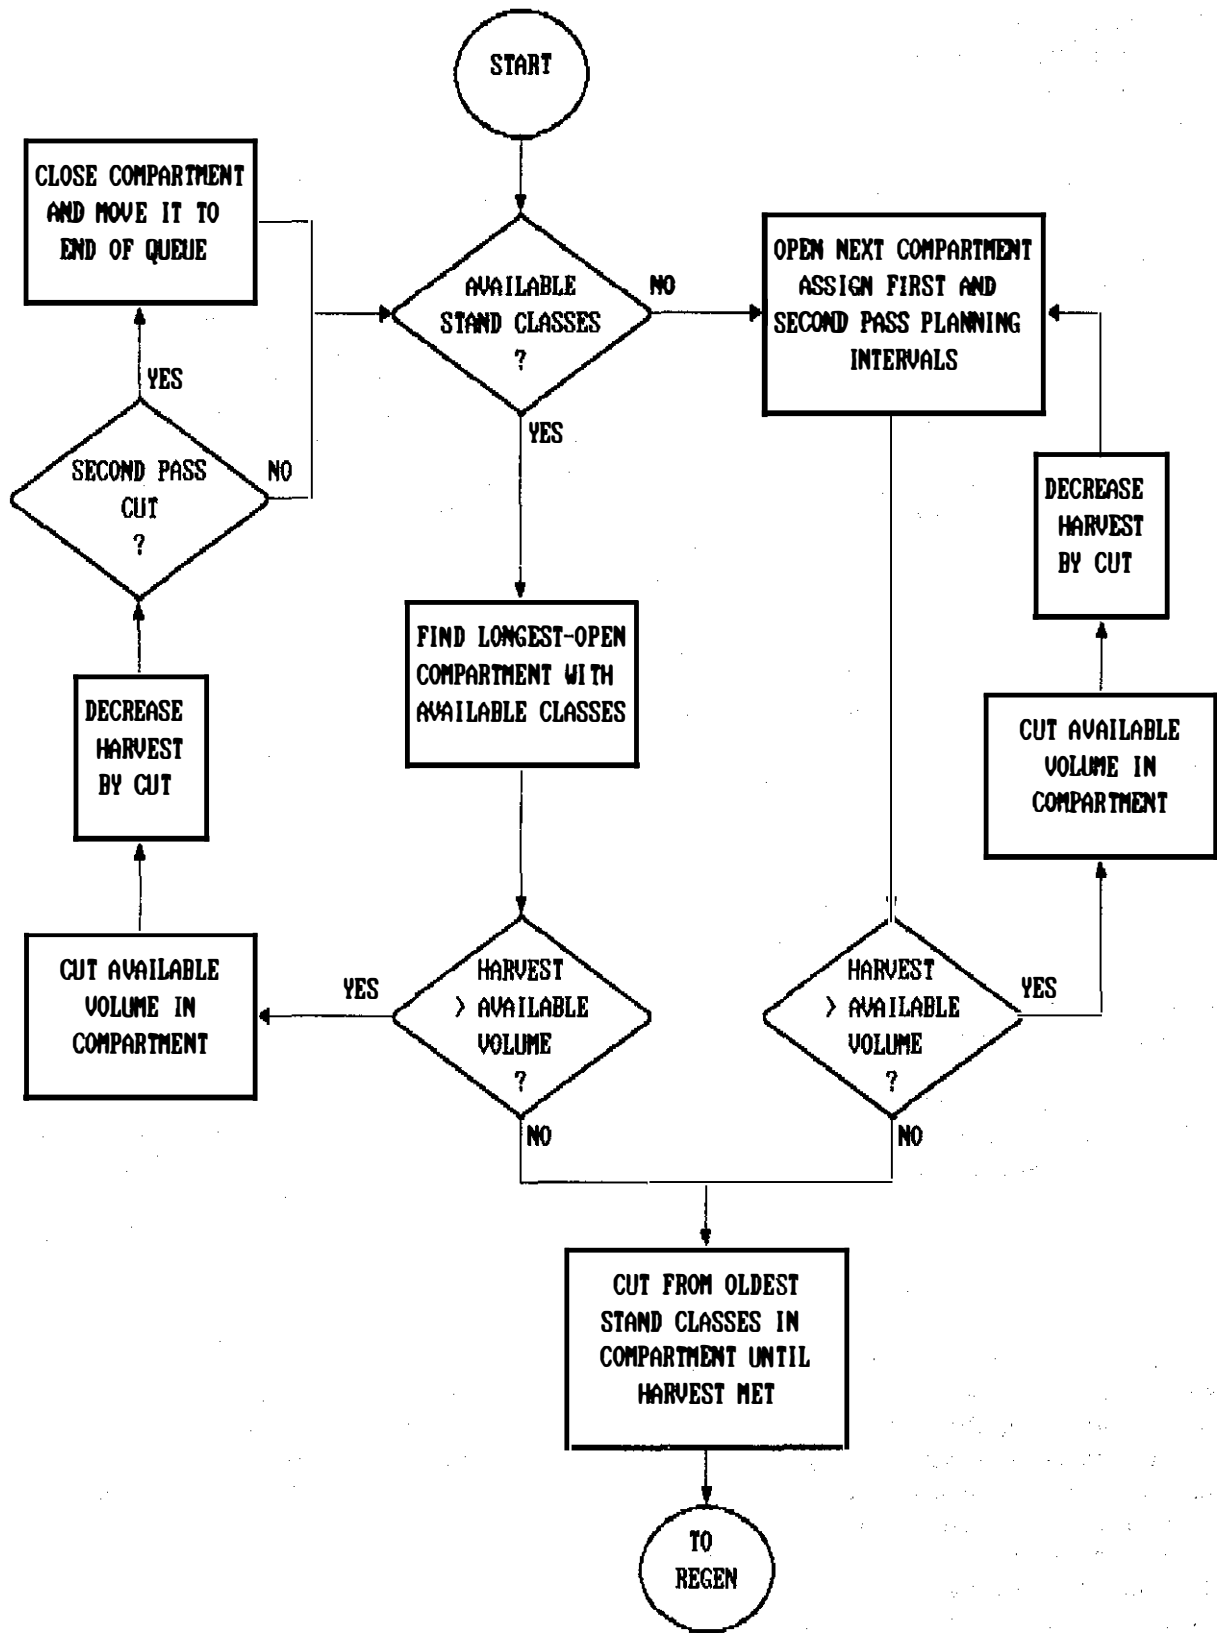 START
CLOSE COMPARTMENT
AND MOVE IT TO
END OF QUEUE
AVAILABLE
STAND CLASSES
?
NO
YES
OPEN NEXT COMPARTMENT
ASSIGN FIRST AND
SECOND PASS PLANNING
INTERVALS
YES
SECOND PASS
CUT
?
NO
DECREASE
HARVEST
BY CUT
FIND LONGEST-OPEN
COMPARTMENT WITH
AVAILABLE CLASSES
DECREASE
HARVEST
BY CUT
CUT AVAILABLE
VOLUME IN
COMPARTMENT
CUT AVAILABLE
VOLUME IN
COMPARTMENT
YES
HARVEST
> AVAILABLE
VOLUME
?
NO
HARVEST
> AVAILABLE
VOLUME
?
YES
NO
CUT FROM OLDEST
STAND CLASSES IN
COMPARTMENT UNTIL
HARVEST MET
TO
REGEN